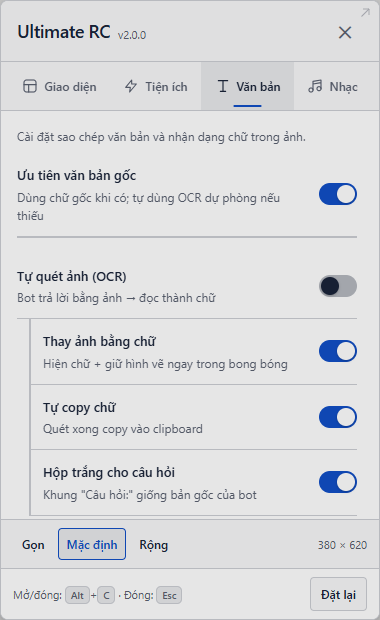 Ultimate RC v2.0.0
Giao diện Tiện ích Văn bản Nhạc
Cài đặt sao chép văn bản và nhận dạng chữ trong ảnh.
Ưu tiên văn bản gốc
Dùng chữ gốc khi có; tự dùng OCR dự phòng nếu
thiếu
Tự quét ảnh (OCR)
Bot trả lời bằng ảnh → đọc thành chữ
Thay ảnh bằng chữ
Hiện chữ + giữ hình vẽ ngay trong bong bóng
Tự copy chữ
Quét xong copy vào clipboard
Hộp trắng cho câu hỏi
Khung "Câu hỏi:" giống bản gốc của bot
Gọn Mặc định Rộng 380 × 620
Mở/đóng: Alt + C · Đóng: Esc Đặt lại